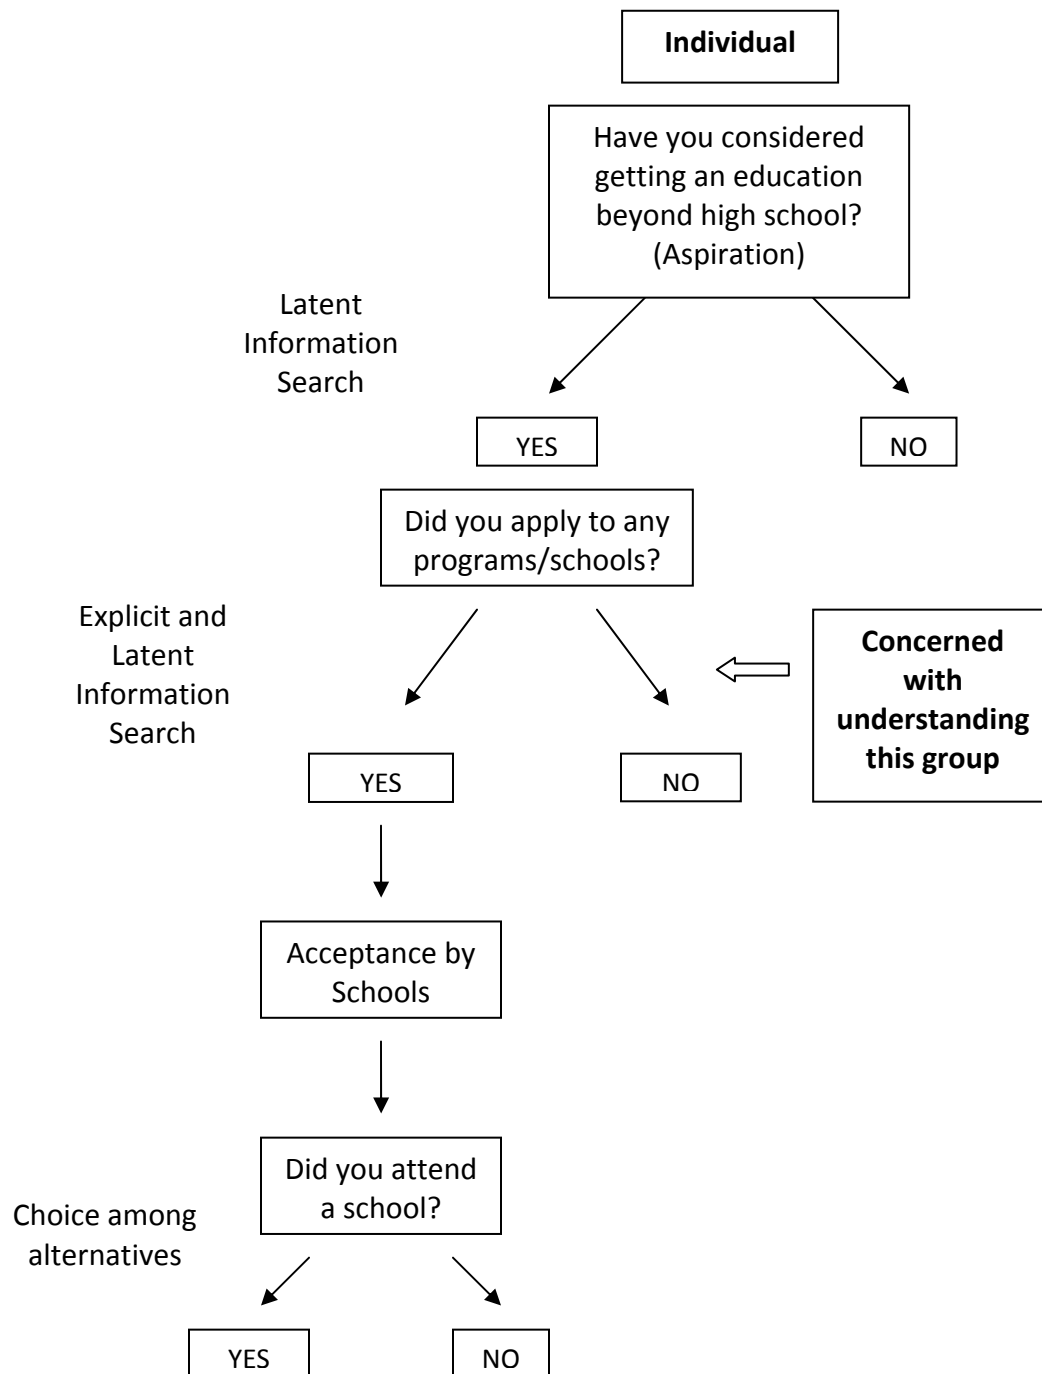 Individual
Have you considered
getting an education
beyond high school?
(Aspiration)
Latent
Information
Search
YES
NO
Did you apply to any
programs/schools?
Explicit and
Latent
Information
Search
Concerned
with
understanding
this group
YES
NO
Acceptance by
Schools
Did you attend
a school?
Choice among
alternatives
YES
NO